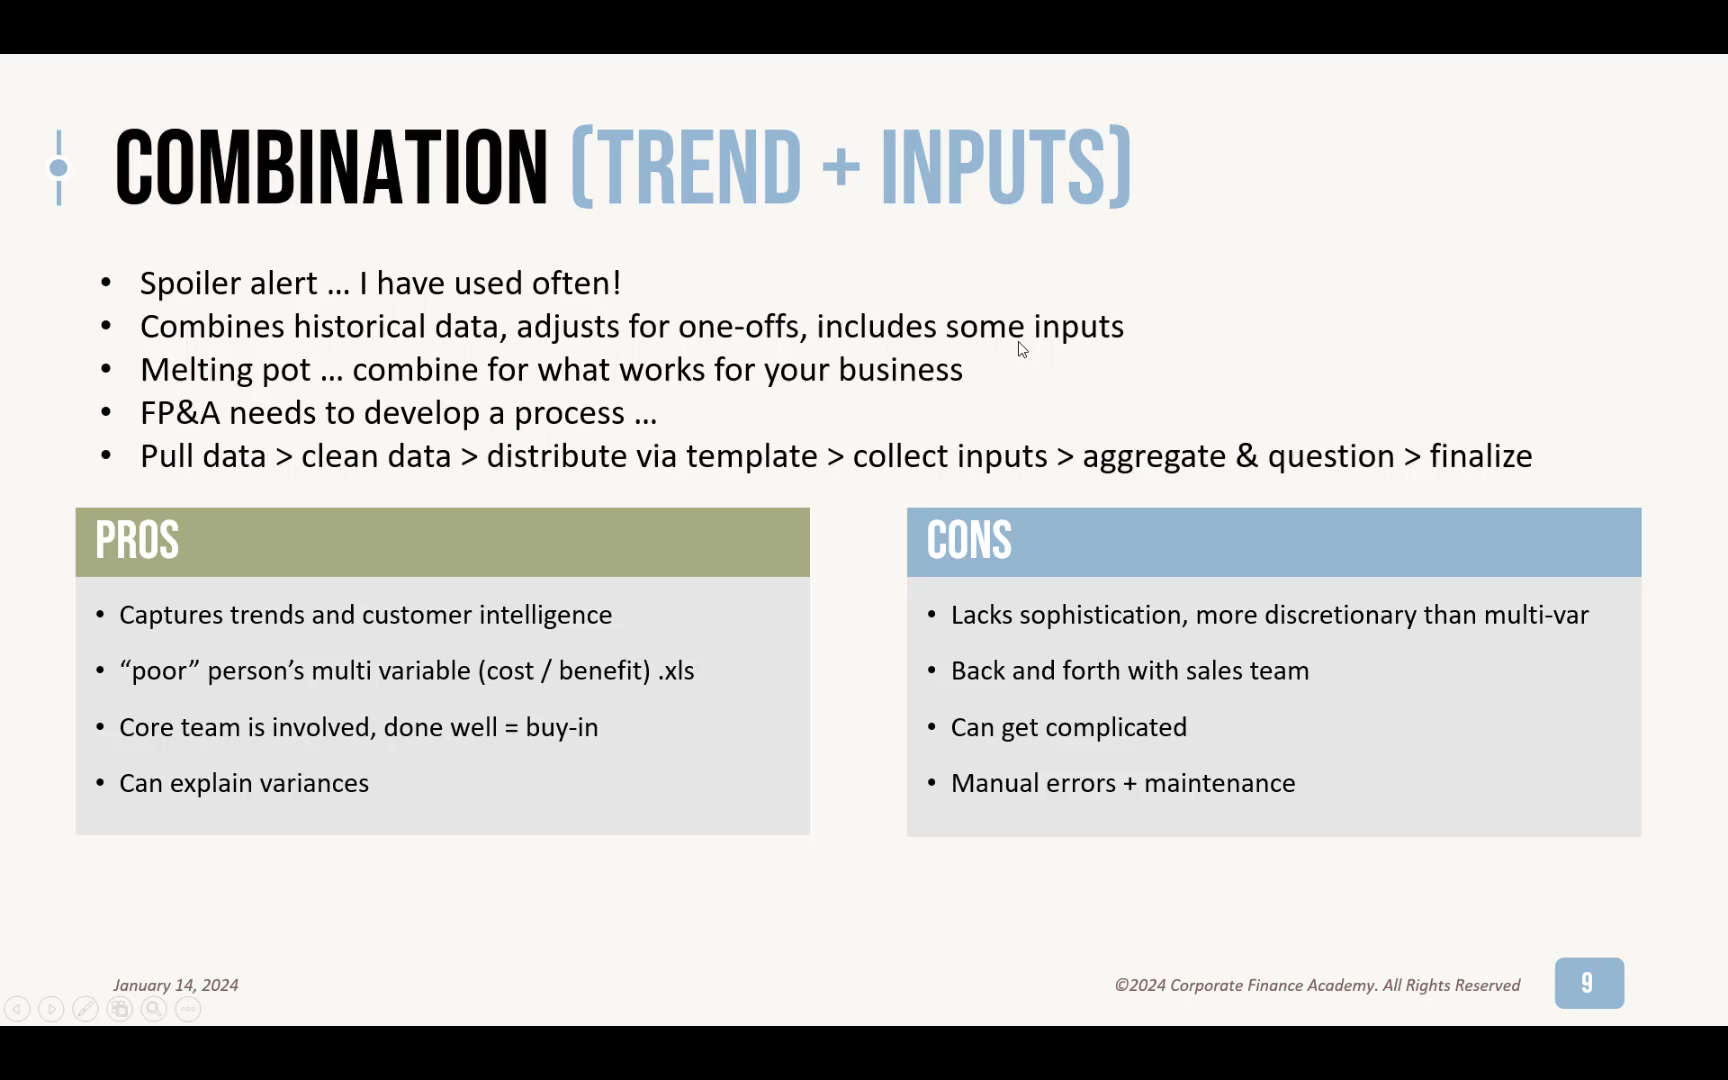 COMBINATION (TREND + INPUTS)
• Spoiler alert … I have used often!
• Combines historical data, adjusts for one-offs, includes some inputs
• Melting pot … combine for what works for your business
• FP&A needs to develop a process …
• Pull data > clean data > distribute via template > collect inputs > aggregate & question > finalize
PROS
• Captures trends and customer intelligence
• “poor” person’s multi variable (cost / benefit) .xls
• Core team is involved, done well = buy-in
• Can explain variances
CONS
• Lacks sophistication, more discretionary than multi-var
• Back and forth with sales team
• Can get complicated
• Manual errors + maintenance
January 14, 2024
©2024 Corporate Finance Academy. All Rights Reserved
9